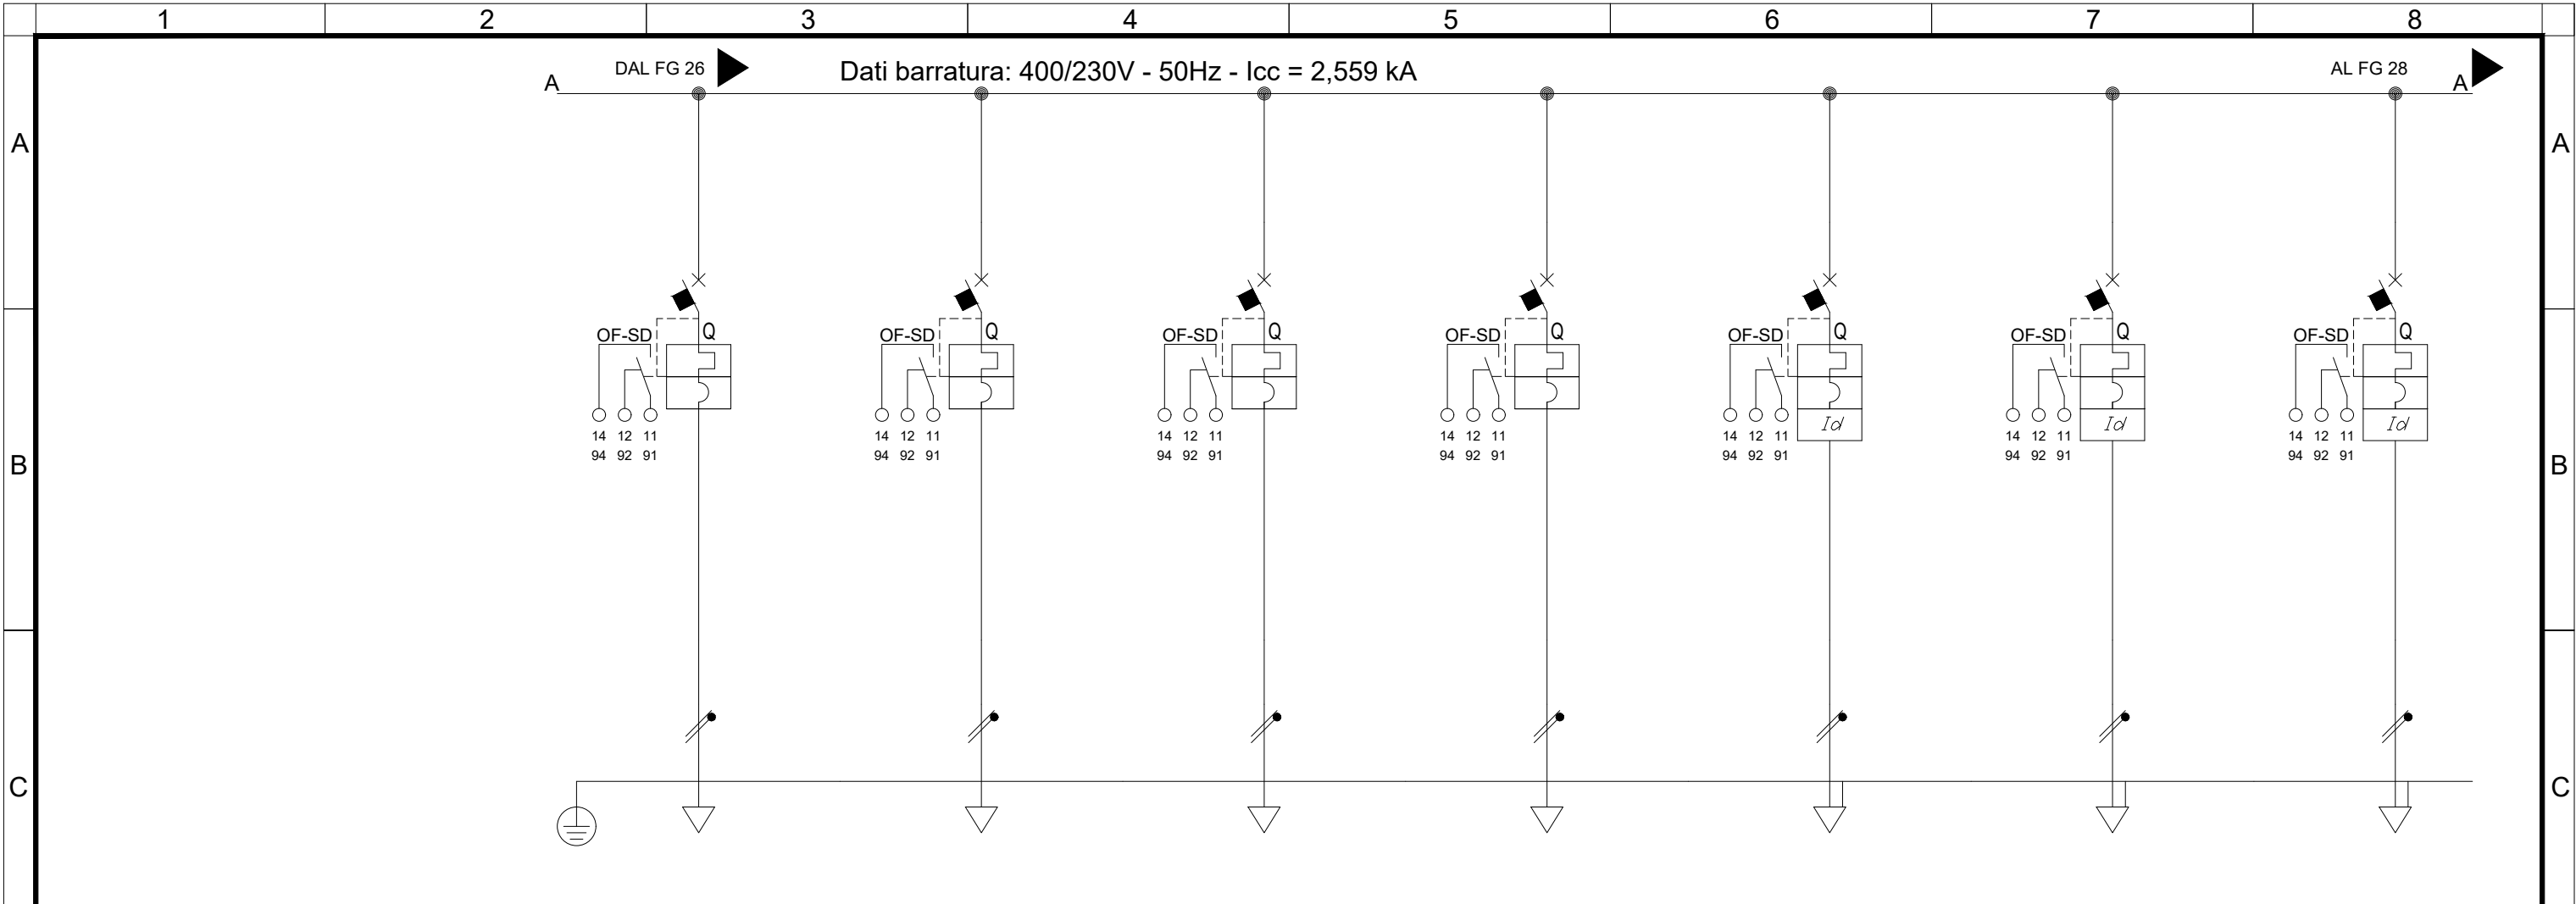 1 2 3 4 5 6 7 8
DAL FG 26 Dati barratura: 400/230V - 50Hz - Icc = 2,559 kA AL FG 28
A A
A A
OF-SD Q OF-SD Q OF-SD Q OF-SD Q OF-SD Q OF-SD Q OF-SD Q
Id Id Id
14 12 11 14 12 11 14 12 11 14 12 11 14 12 11 14 12 11 14 12 11
94 92 91 94 92 91 94 92 91 94 92 91 94 92 91 94 92 91 94 92 91
B B
C C